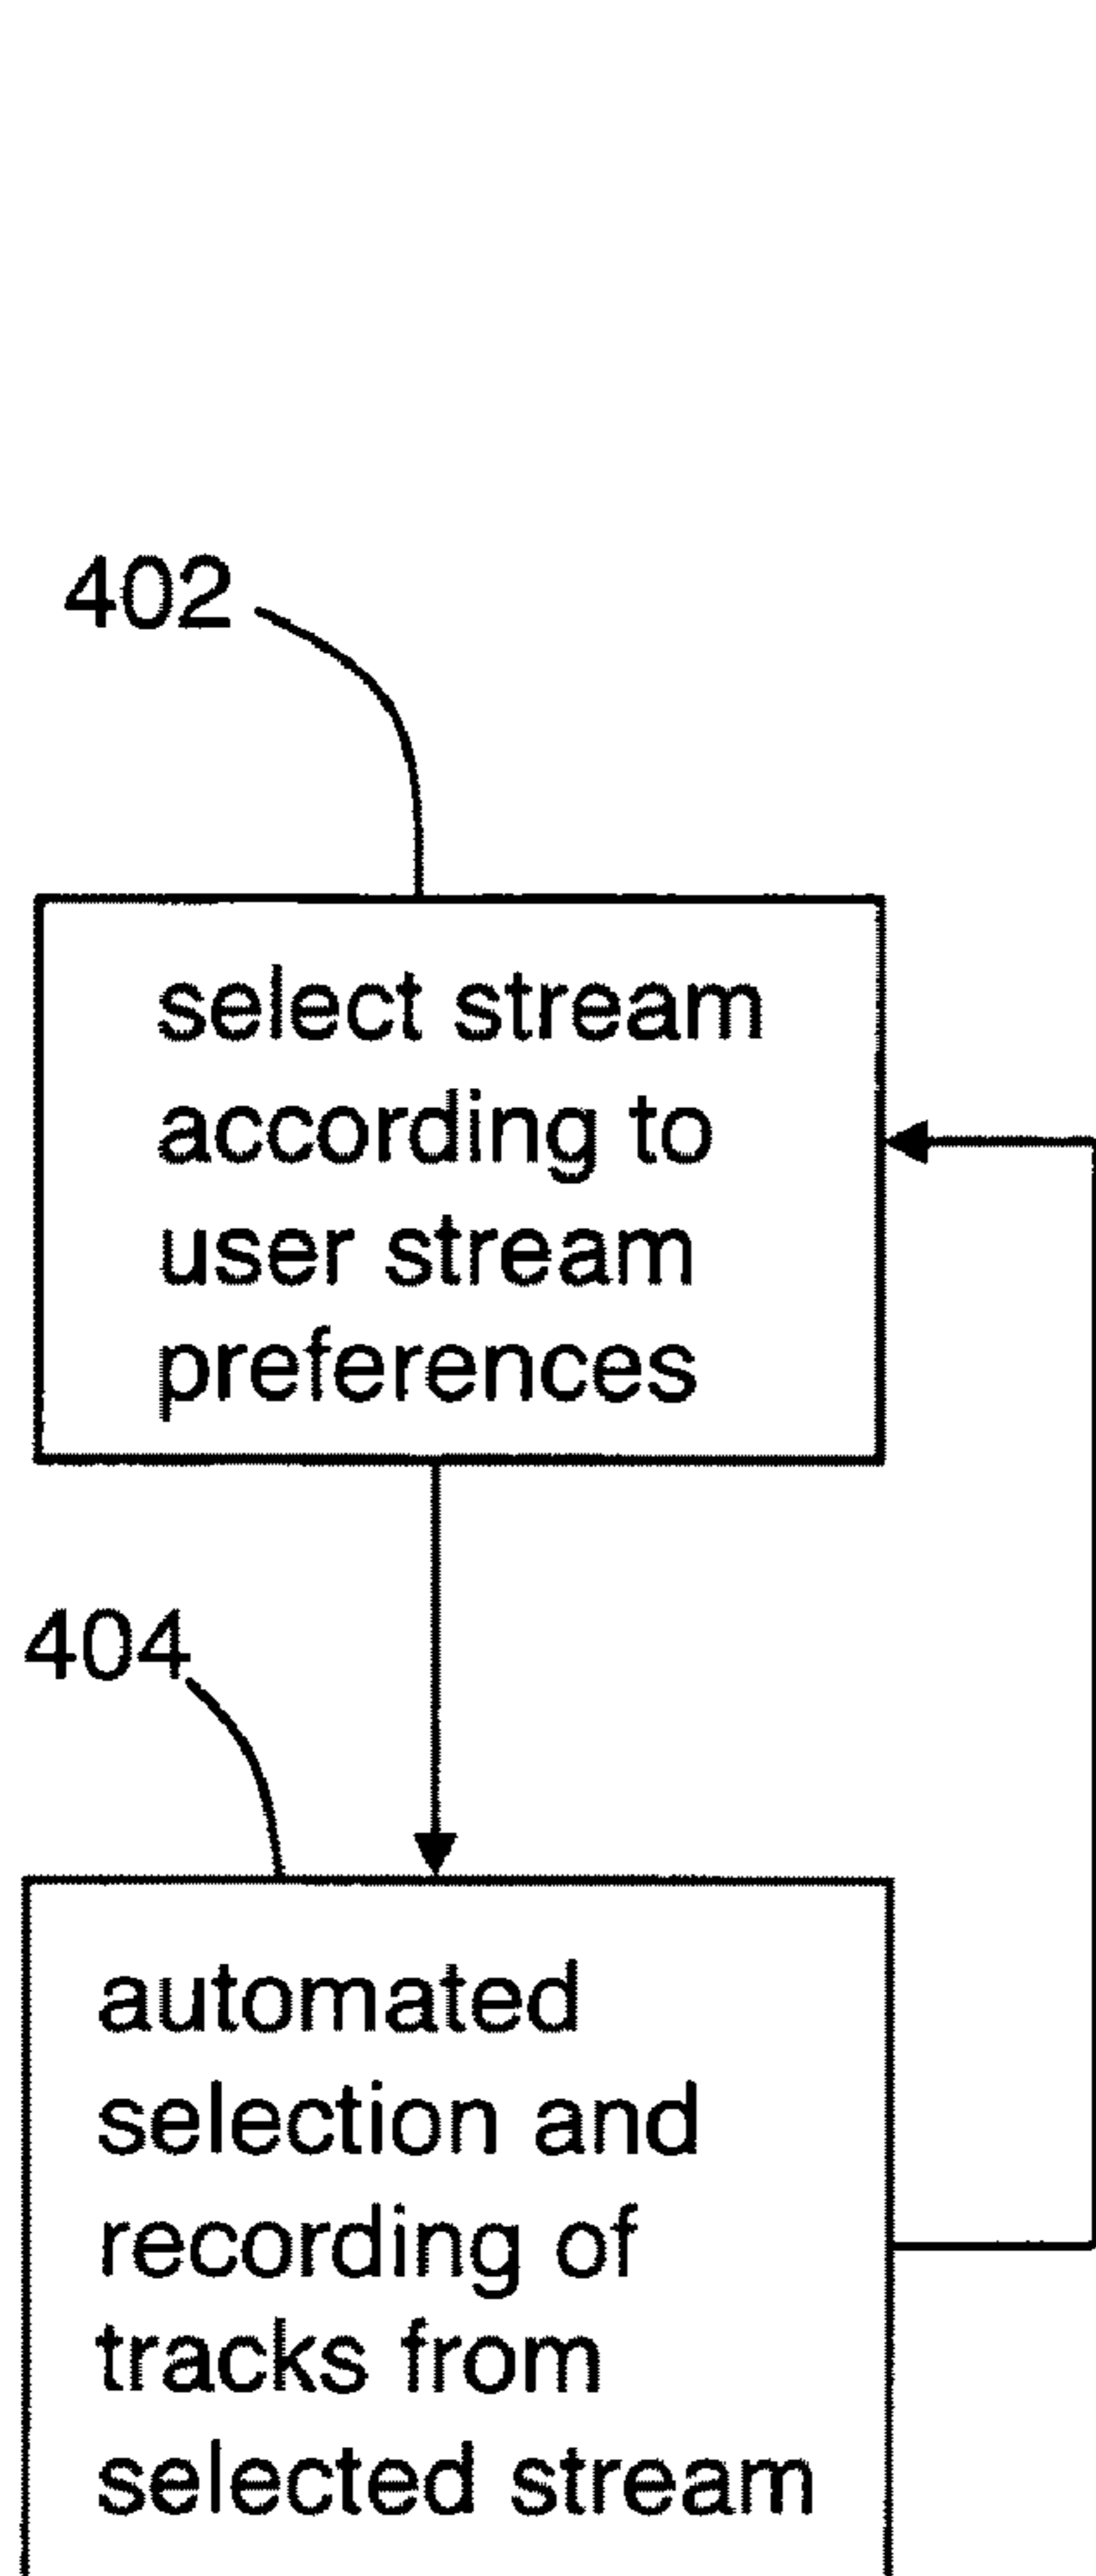 402
select stream
according to
user stream
preferences
404
automated
selection and
recording of
tracks from
selected stream